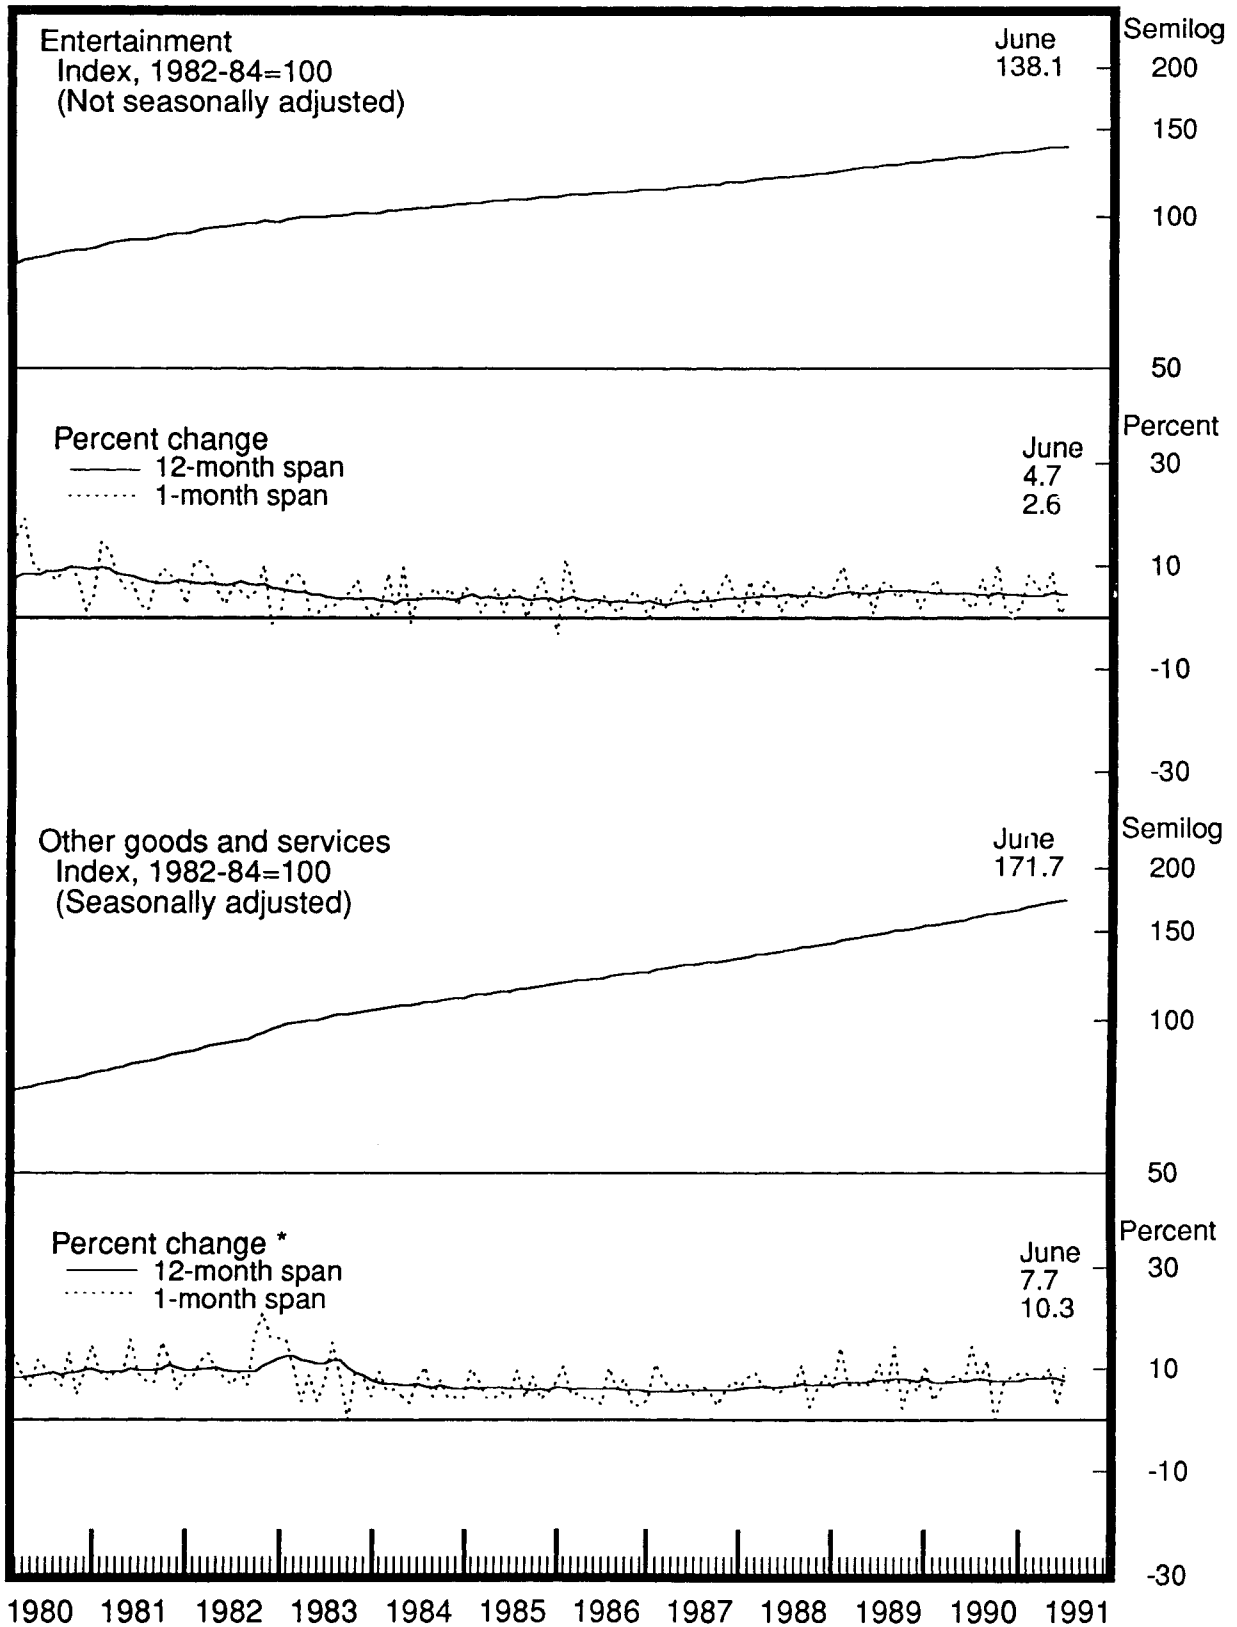 Semilog
Entertainment
Index, 1982-84=100
(Not seasonally adjusted)
June
138.1
200
150
100
50
Percent
Percent change
12-month span
1-month span
June
4.7
2.6
30
10
-10
-30
Semilog
Other goods and services
Index, 1982-84=100
(Seasonally adjusted)
June
171.7
200
150
100
50
Percent
Percent change *
12-month span
1-month span
June
7.7
10.3
30
10
-10
-30
1980 1981 1982 1983 1984 1985 1986 1987 1988 1989 1990 1991